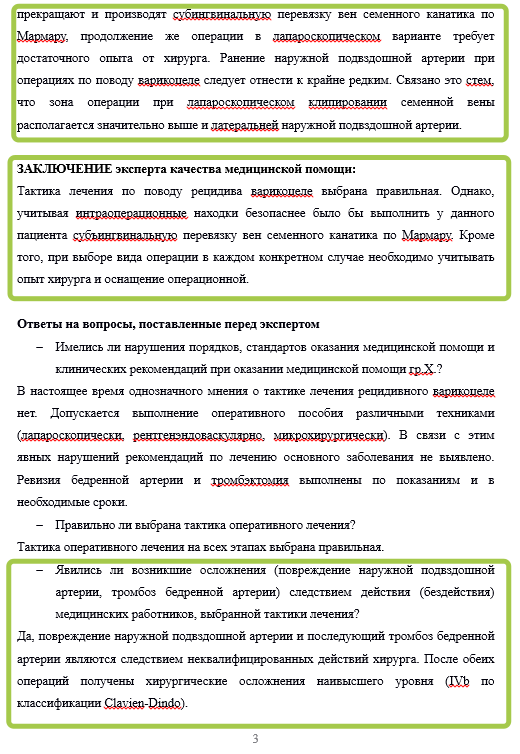 прекращают и производят субингвинальную перевязку вен семенного канатика по
Мармару, продолжение же операции в лапароскопическом варианте требует
достаточного опыта от хирурга. Ранение наружной подвздошной артерии при
операциях по поводу варикоцеле следует отнести к крайне редким. Связано это стем,
что зона операции при лапароскопическом клипировании семенной вены
располагается значительно выше и латеральней наружной подвздошной артерии.
ЗАКЛЮЧЕНИЕ эксперта качества медицинской помощи:
Тактика лечения по поводу рецидива варикоцеле выбрана правильная. Однако,
учитывая интраоперационные находки безопаснее было бы выполнить у данного
пациента субъингвинальную перевязку вен семенного канатика по Мармару. Кроме
того, при выборе вида операции в каждом конкретном случае необходимо учитывать
опыт хирурга и оснащение операционной.
Ответы на вопросы, поставленные перед экспертом
– Имелись ли нарушения порядков, стандартов оказания медицинской помощи и
клинических рекомендаций при оказании медицинской помощи гр.Х.?
В настоящее время однозначного мнения о тактике лечения рецидивного варикоцеле
нет. Допускается выполнение оперативного пособия различными техниками
(лапароскопически, рентгенэндоваскулярно, микрохирургически). В связи с этим
явных нарушений рекомендаций по лечению основного заболевания не выявлено.
Ревизия бедренной артерии и тромбэктомия выполнены по показаниям и в
необходимые сроки.
– Правильно ли выбрана тактика оперативного лечения?
Тактика оперативного лечения на всех этапах выбрана правильная.
– Явились ли возникшие осложнения (повреждение наружной подвздошной
артерии, тромбоз бедренной артерии) следствием действия (бездействия)
медицинских работников, выбранной тактики лечения?
Да, повреждение наружной подвздошной артерии и последующий тромбоз бедренной
артерии являются следствием неквалифицированных действий хирурга. После обеих
операций получены хирургические осложнения наивысшего уровня (IVb по
классификации Clavien-Dindo).
3